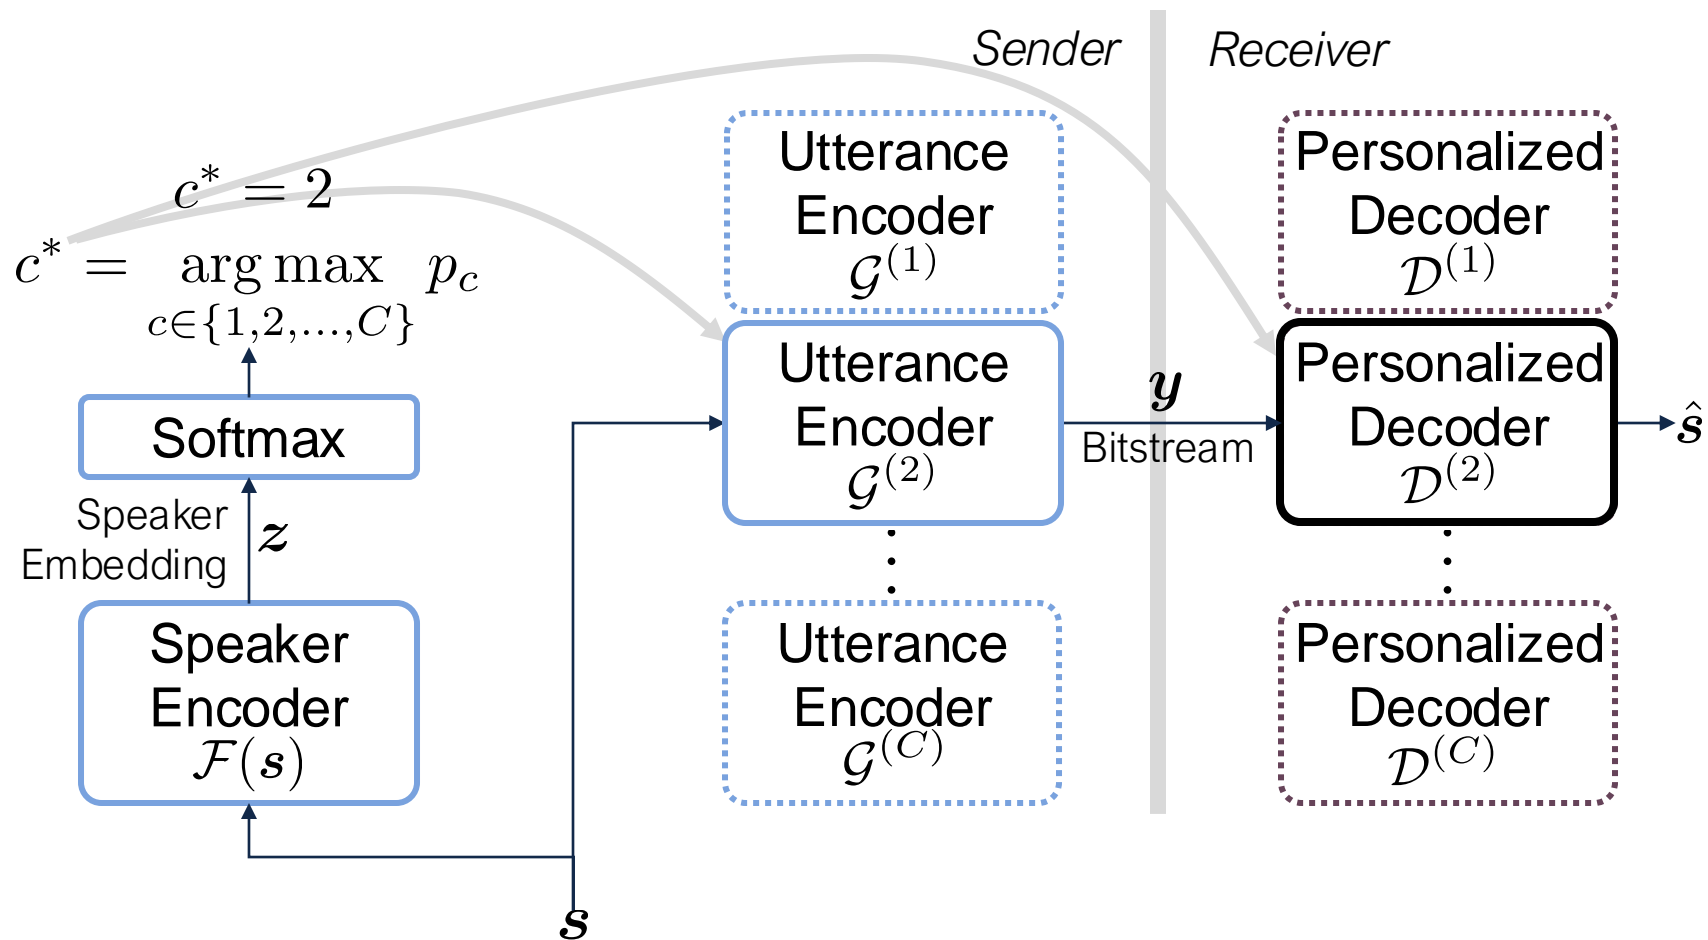 Sender
Receiver
c* = 2
c* = arg max p_c
c∈{1,2,...,C}
Softmax
Speaker
Embedding
z
Speaker
Encoder
ℱ(s)
s
Utterance
Encoder
𝒢^(1)
Utterance
Encoder
𝒢^(2)
⋮
Utterance
Encoder
𝒢^(C)
y
Bitstream
Personalized
Decoder
𝒟^(1)
Personalized
Decoder
𝒟^(2)
⋮
Personalized
Decoder
𝒟^(C)
ŝ